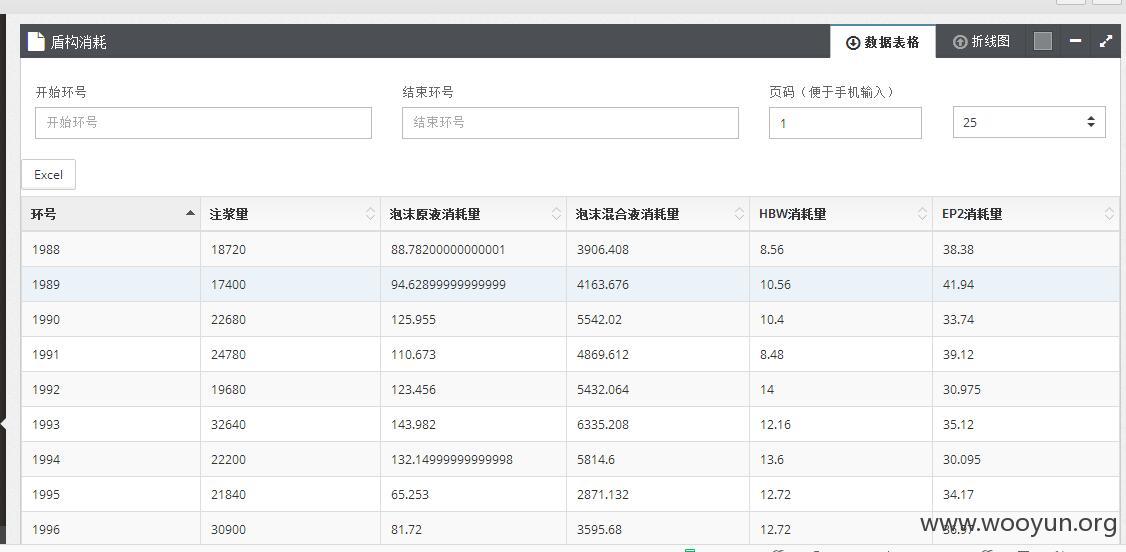 盾构消耗 数据表格 折线图
开始环号 结束环号 页码（便于手机输入）
开始环号 结束环号 1 25
Excel
环号 注浆量 泡沫原液消耗量 泡沫混合液消耗量 HBW消耗量 EP2消耗量
1988 18720 88.78200000000001 3906.408 8.56 38.38
1989 17400 94.62899999999999 4163.676 10.56 41.94
1990 22680 125.955 5542.02 10.4 33.74
1991 24780 110.673 4869.612 8.48 39.12
1992 19680 123.456 5432.064 14 30.975
1993 32640 143.982 6335.208 12.16 35.12
1994 22200 132.14999999999998 5814.6 13.6 30.095
1995 21840 65.253 2871.132 12.72 34.17
1996 30900 81.72 3595.68 12.72
www.wooyun.org